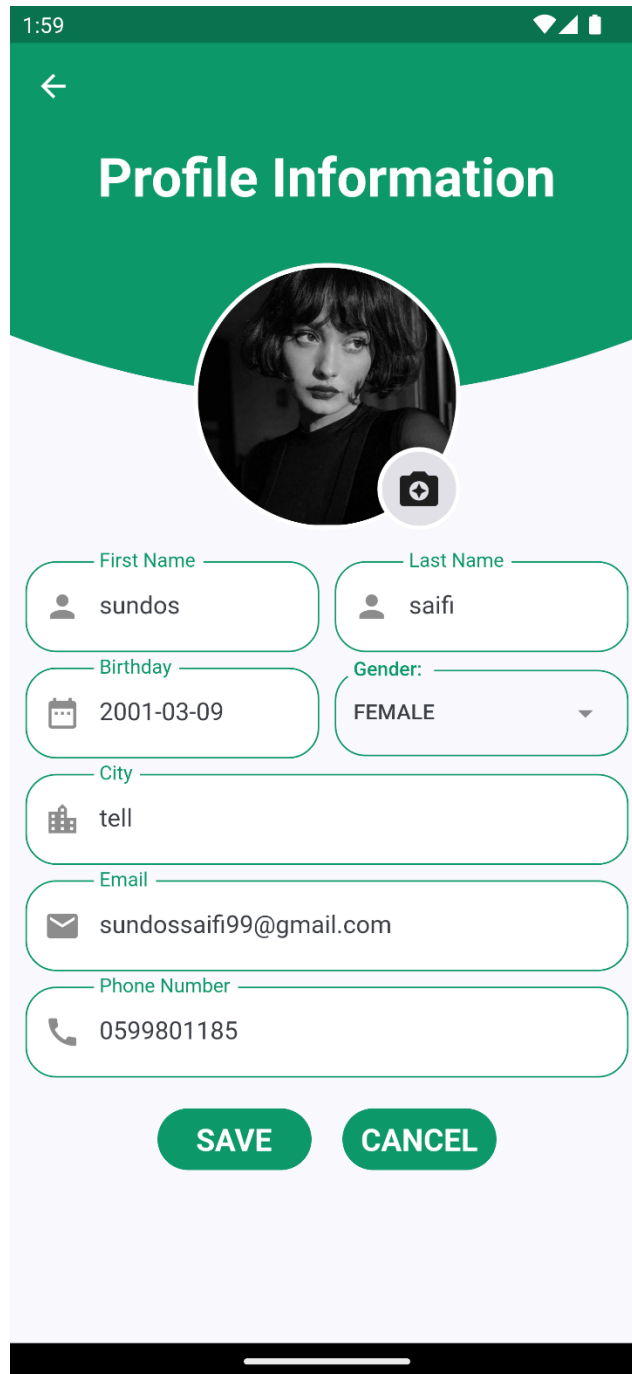 1:59
Profile Information
First Name
Last Name
sundos
saifi
Birthday
Gender:
2001-03-09
FEMALE
City
tell
Email
sundossaifi99@gmail.com
Phone Number
0599801185
SAVE
CANCEL